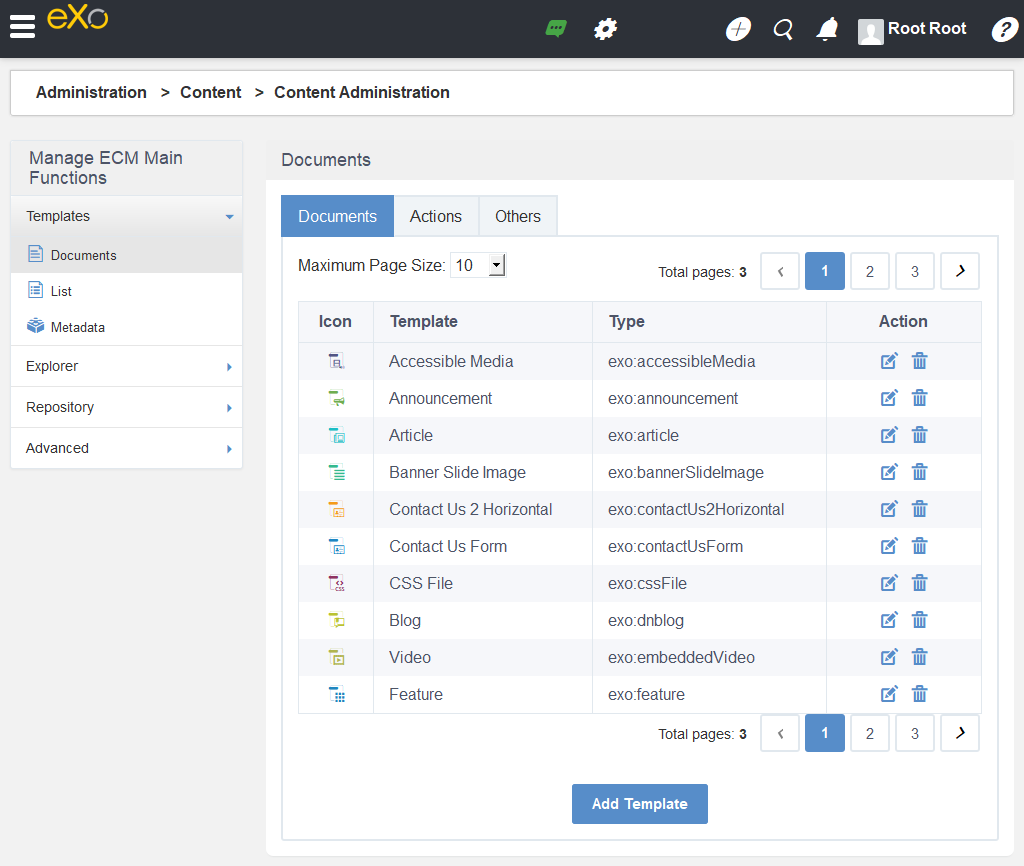 eXo
Root Root
?
Administration > Content > Content Administration
Manage ECM Main
Functions
Templates
Documents
List
Metadata
Explorer
Repository
Advanced
Documents
Documents Actions Others
Maximum Page Size: 10
Total pages: 3 ‹ 1 2 3 ›
Icon Template Type Action
Accessible Media exo:accessibleMedia
Announcement exo:announcement
Article exo:article
Banner Slide Image exo:bannerSlideImage
Contact Us 2 Horizontal exo:contactUs2Horizontal
Contact Us Form exo:contactUsForm
CSS CSS File exo:cssFile
Blog exo:dnblog
Video exo:embeddedVideo
Feature exo:feature
Total pages: 3 ‹ 1 2 3 ›
Add Template